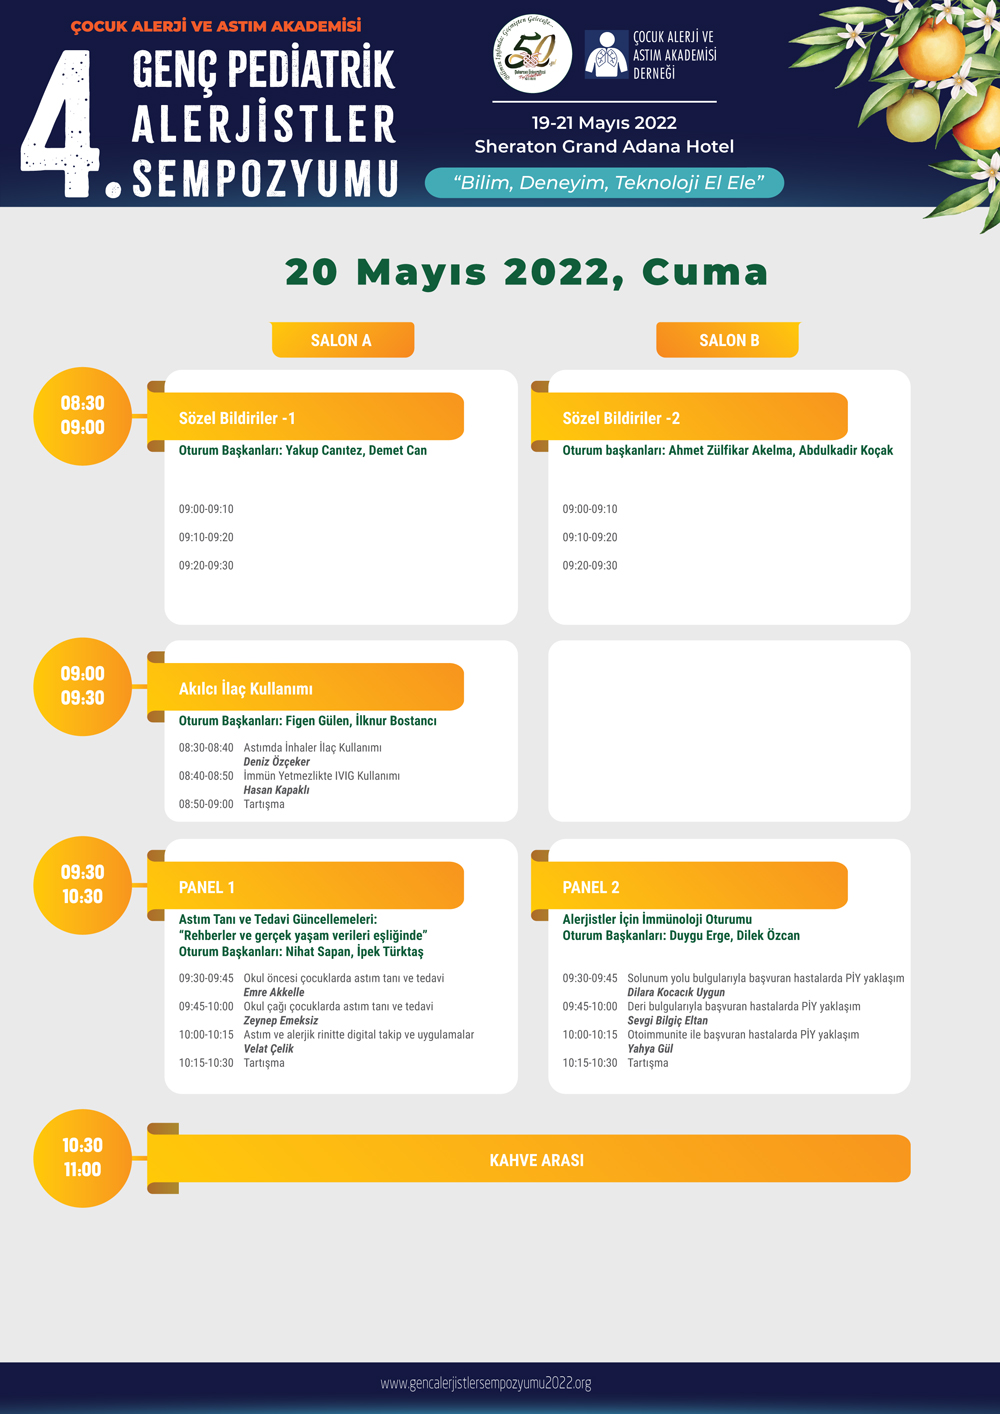 ÇOCUK ALERJİ VE ASTIM AKADEMİSİ
4. GENÇ PEDİATRİK
ALERJİSTLER
SEMPOZYUMU
50.
ÇOCUK ALERJİ VE
ASTIM AKADEMİSİ
DERNEĞİ
19-21 Mayıs 2022
Sheraton Grand Adana Hotel
“Bilim, Deneyim, Teknoloji El Ele”
20 Mayıs 2022, Cuma
SALON A
SALON B
08:30
09:00
Sözel Bildiriler -1
Oturum Başkanları: Yakup Canıtez, Demet Can
09:00-09:10
09:10-09:20
09:20-09:30
Sözel Bildiriler -2
Oturum başkanları: Ahmet Zülfikar Akelma, Abdulkadir Koçak
09:00-09:10
09:10-09:20
09:20-09:30
09:00
09:30
Akılcı İlaç Kullanımı
Oturum Başkanları: Figen Gülen, İlknur Bostancı
08:30-08:40 Astımda İnhaler İlaç Kullanımı
Deniz Özçeker
08:40-08:50 İmmün Yetmezlikte IVIG Kullanımı
Hasan Kapaklı
08:50-09:00 Tartışma
09:30
10:30
PANEL 1
Astım Tanı ve Tedavi Güncellemeleri:
“Rehberler ve gerçek yaşam verileri eşliğinde”
Oturum Başkanları: Nihat Sapan, İpek Türktaş
09:30-09:45 Okul öncesi çocuklarda astım tanı ve tedavi
Emre Akkelle
09:45-10:00 Okul çağı çocuklarda astım tanı ve tedavi
Zeynep Emeksiz
10:00-10:15 Astım ve alerjik rinitte digital takip ve uygulamalar
Velat Çelik
10:15-10:30 Tartışma
PANEL 2
Alerjistler İçin İmmünoloji Oturumu
Oturum Başkanları: Duygu Erge, Dilek Özcan
09:30-09:45 Solunum yolu bulgularıyla başvuran hastalarda PİY yaklaşım
Dilara Kocacık Uygun
09:45-10:00 Deri bulgularıyla başvuran hastalarda PİY yaklaşım
Sevgi Bilgiç Eltan
10:00-10:15 Otoimmunite ile başvuran hastalarda PİY yaklaşım
Yahya Gül
10:15-10:30 Tartışma
10:30
11:00
KAHVE ARASI
www.gencalerjistlersempozyumu2022.org